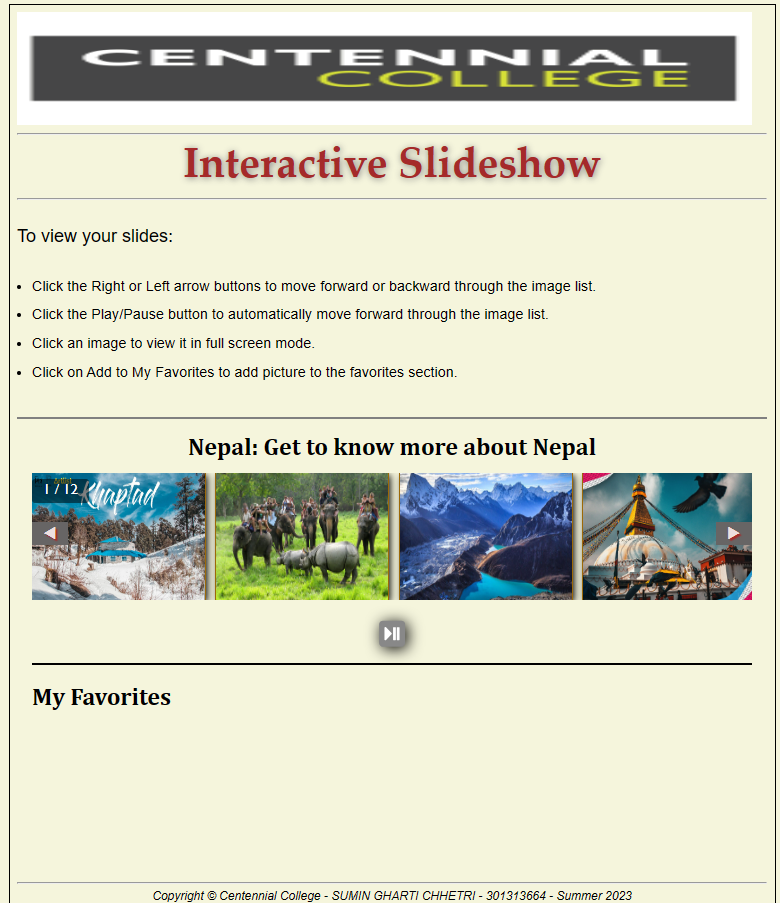 CENTENNIAL
COLLEGE
Interactive Slideshow
To view your slides:
Click the Right or Left arrow buttons to move forward or backward through the image list.
Click the Play/Pause button to automatically move forward through the image list.
Click an image to view it in full screen mode.
Click on Add to My Favorites to add picture to the favorites section.
Nepal: Get to know more about Nepal
1 / 12
Khaptad
My Favorites
Copyright © Centennial College - SUMIN GHARTI CHHETRI - 301313664 - Summer 2023